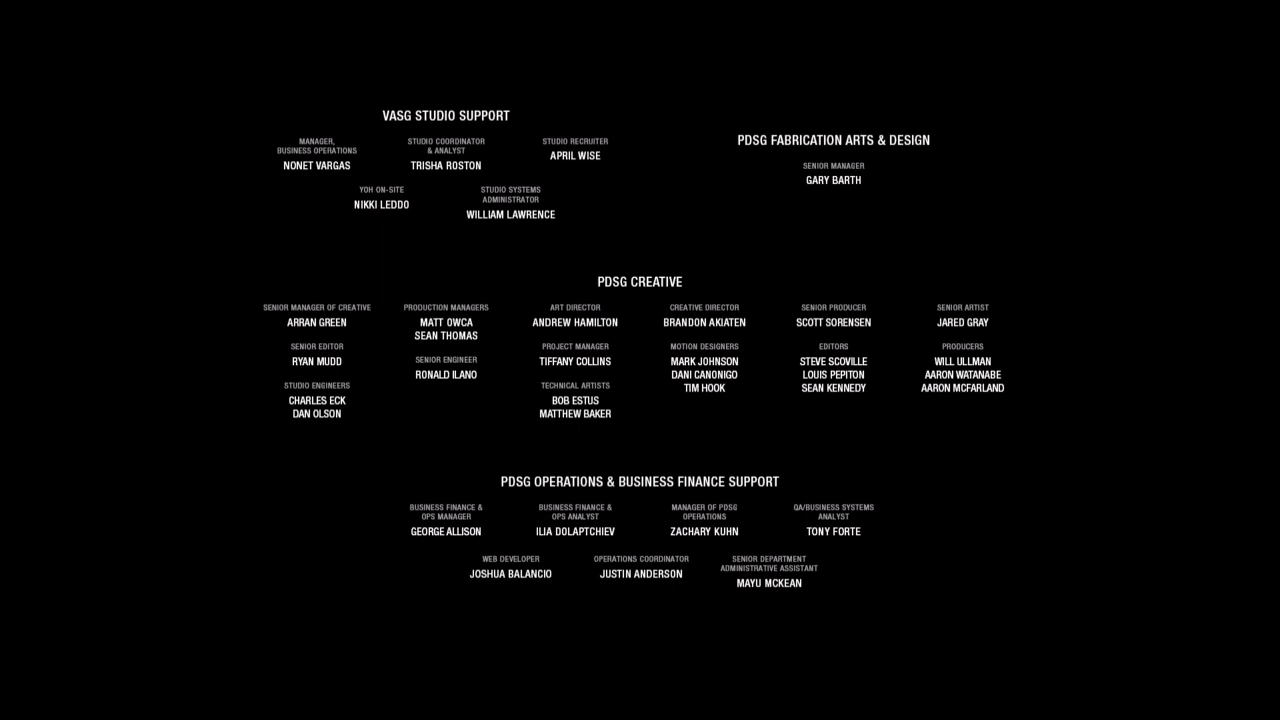 VASG STUDIO SUPPORT
MANAGER,
BUSINESS OPERATIONS
NONET VARGAS
STUDIO COORDINATOR
& ANALYST
TRISHA ROSTON
STUDIO RECRUITER
APRIL WISE
YOH ON-SITE
NIKKI LEDDO
STUDIO SYSTEMS
ADMINISTRATOR
WILLIAM LAWRENCE
PDSG FABRICATION ARTS & DESIGN
SENIOR MANAGER
GARY BARTH
PDSG CREATIVE
SENIOR MANAGER OF CREATIVE
ARRAN GREEN
SENIOR EDITOR
RYAN MUDD
STUDIO ENGINEERS
CHARLES ECK
DAN OLSON
PRODUCTION MANAGERS
MATT OWCA
SEAN THOMAS
SENIOR ENGINEER
RONALD ILANO
ART DIRECTOR
ANDREW HAMILTON
PROJECT MANAGER
TIFFANY COLLINS
TECHNICAL ARTISTS
BOB ESTUS
MATTHEW BAKER
CREATIVE DIRECTOR
BRANDON AKIATEN
MOTION DESIGNERS
MARK JOHNSON
DANI CANONIGO
TIM HOOK
SENIOR PRODUCER
SCOTT SORENSEN
EDITORS
STEVE SCOVILLE
LOUIS PEPITON
SEAN KENNEDY
SENIOR ARTIST
JARED GRAY
PRODUCERS
WILL ULLMAN
AARON WATANABE
AARON MCFARLAND
PDSG OPERATIONS & BUSINESS FINANCE SUPPORT
BUSINESS FINANCE &
OPS MANAGER
GEORGE ALLISON
BUSINESS FINANCE &
OPS ANALYST
ILIA DOLAPTCHIEV
MANAGER OF PDSG
OPERATIONS
ZACHARY KUHN
QA/BUSINESS SYSTEMS
ANALYST
TONY FORTE
WEB DEVELOPER
JOSHUA BALANCIO
OPERATIONS COORDINATOR
JUSTIN ANDERSON
SENIOR DEPARTMENT
ADMINISTRATIVE ASSISTANT
MAYU MCKEAN